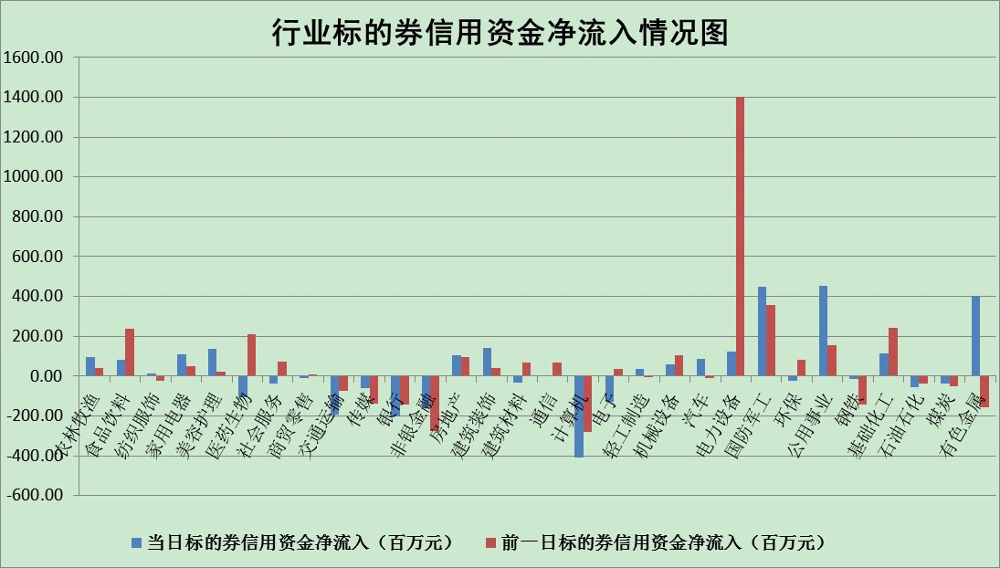 行业标的券信用资金净流入情况图
1600.00
1400.00
1200.00
1000.00
800.00
600.00
400.00
200.00
0.00
-200.00
-400.00
-600.00
农林牧渔
食品饮料
纺织服饰
家用电器
美容护理
医药生物
社会服务
商贸零售
交通运输
传媒
银行
非银金融
房地产
建筑装饰
建筑材料
通信
计算机
电子
轻工制造
机械设备
汽车
电力设备
国防军工
环保
公用事业
钢铁
基础化工
石油石化
煤炭
有色金属
当日标的券信用资金净流入（百万元）
前一日标的券信用资金净流入（百万元）